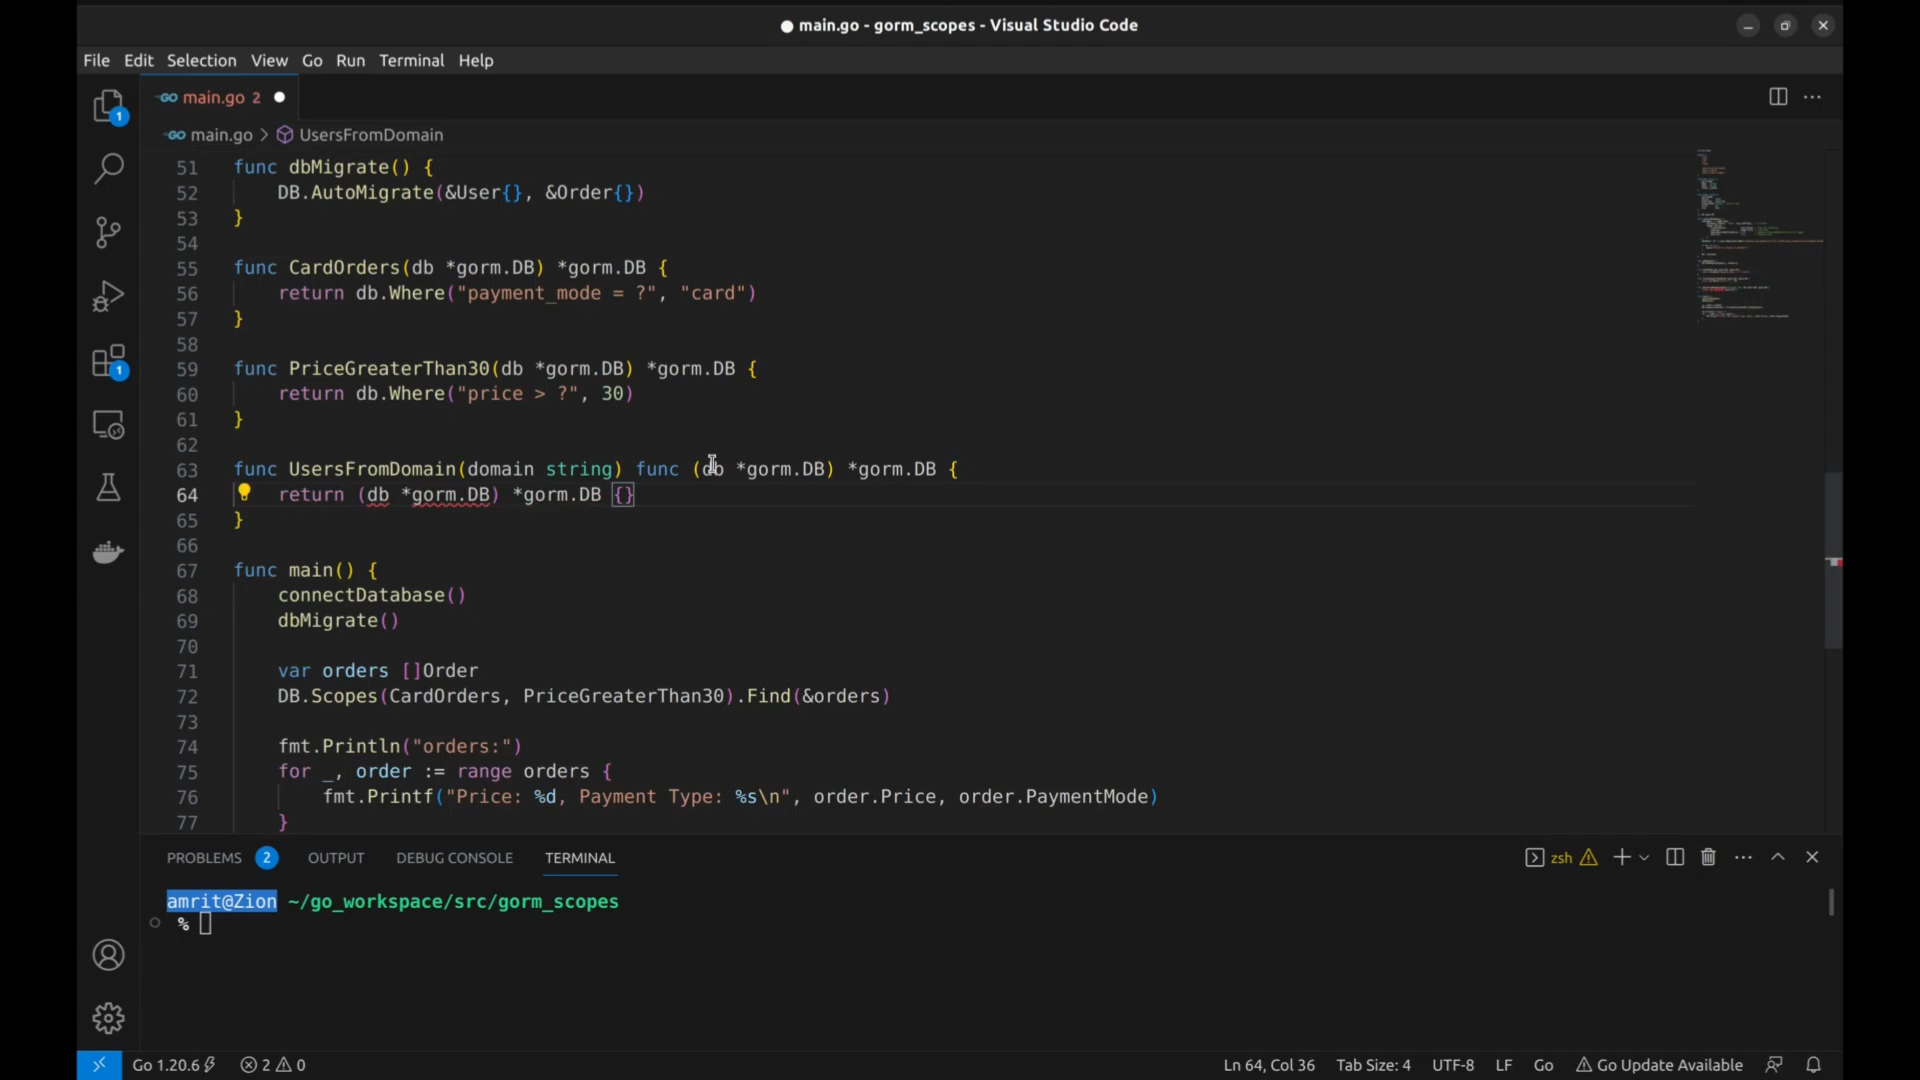 main.go - gorm_scopes - Visual Studio Code
File Edit Selection View Go Run Terminal Help
GO main.go 2
GO main.go > UsersFromDomain
1
1
51 func dbMigrate() {
52 DB.AutoMigrate(&User{}, &Order{})
53 }
54
55 func CardOrders(db *gorm.DB) *gorm.DB {
56 return db.Where("payment_mode = ?", "card")
57 }
58
59 func PriceGreaterThan30(db *gorm.DB) *gorm.DB {
60 return db.Where("price > ?", 30)
61 }
62
63 func UsersFromDomain(domain string) func (db *gorm.DB) *gorm.DB {
64 return (db *gorm.DB) *gorm.DB {}
65 }
66
67 func main() {
68 connectDatabase()
69 dbMigrate()
70
71 var orders []Order
72 DB.Scopes(CardOrders, PriceGreaterThan30).Find(&orders)
73
74 fmt.Println("orders:")
75 for _, order := range orders {
76 fmt.Printf("Price: %d, Payment Type: %s\n", order.Price, order.PaymentMode)
77 }
PROBLEMS 2 OUTPUT DEBUG CONSOLE TERMINAL zsh
amrit@Zion ~/go_workspace/src/gorm_scopes
%
Go 1.20.6 2 0 Ln 64, Col 36 Tab Size: 4 UTF-8 LF Go Go Update Available